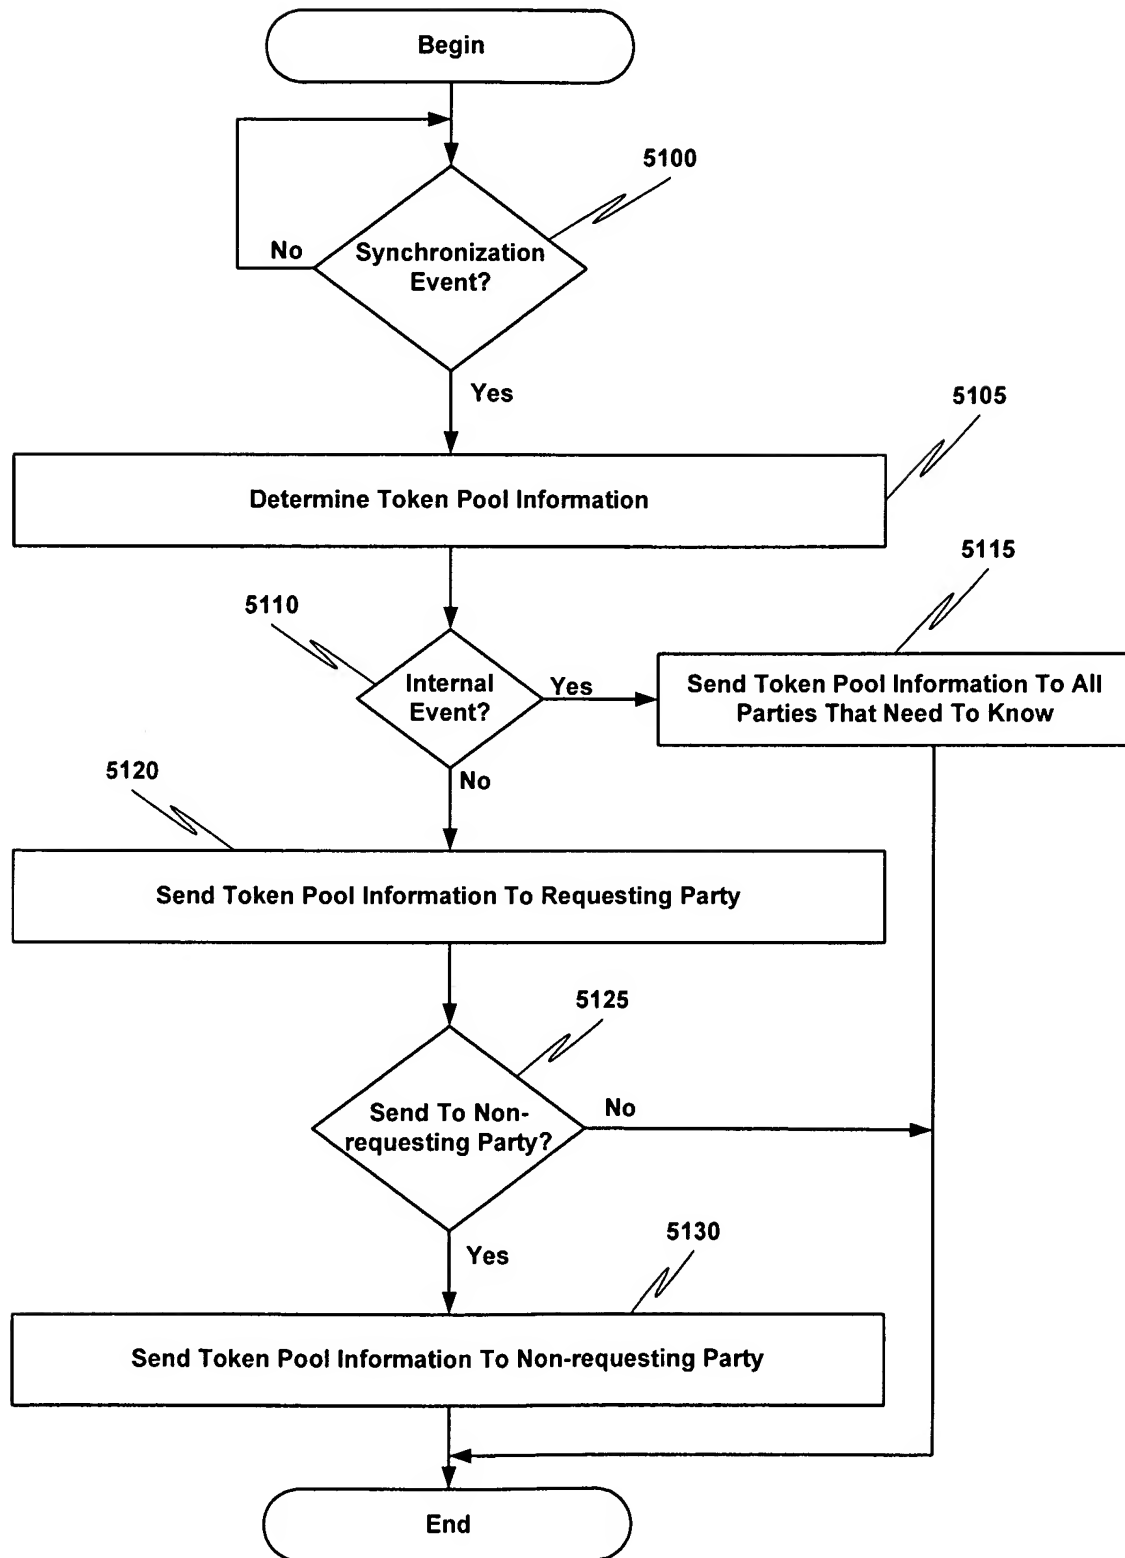 Begin
5100
No
Synchronization
Event?
Yes
5105
Determine Token Pool Information
5115
5110
Internal
Event?
Yes
Send Token Pool Information To All
Parties That Need To Know
5120
No
Send Token Pool Information To Requesting Party
5125
Send To Non-
requesting Party?
No
5130
Yes
Send Token Pool Information To Non-requesting Party
End